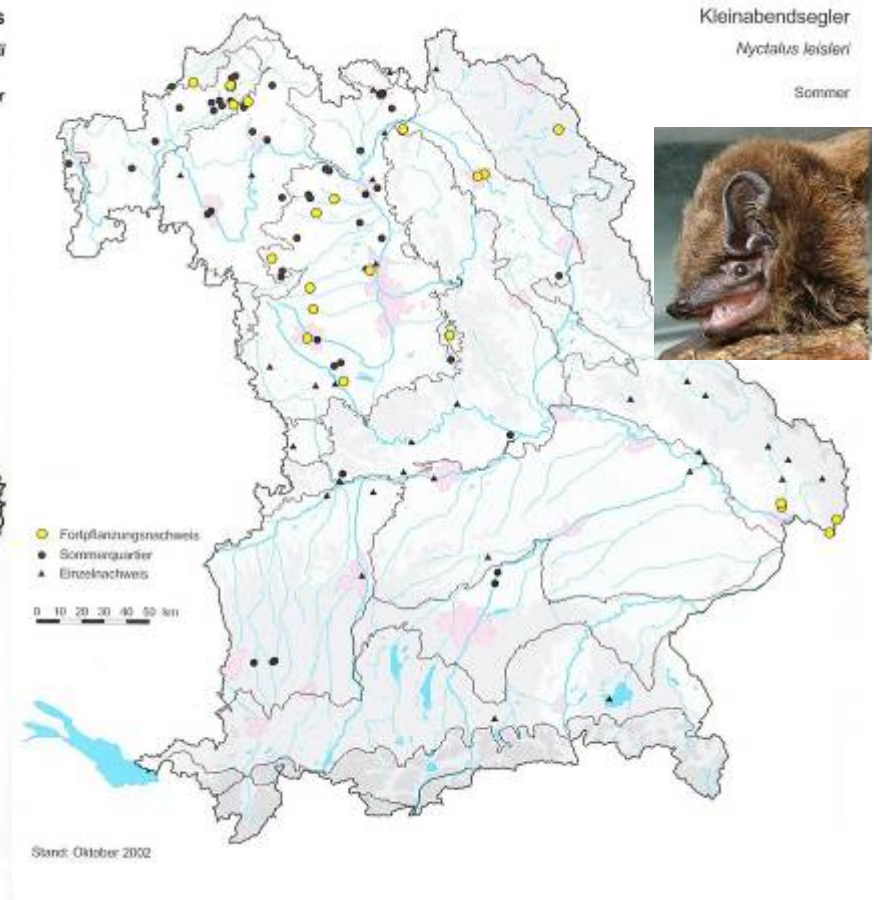 Kleinabendsegler
Nyctalus leisleri
Sommer
Fortpflanzungsnachweis
Sommerquartier
Einzelnachweis
0 10 20 30 40 50 km
Stand: Oktober 2002